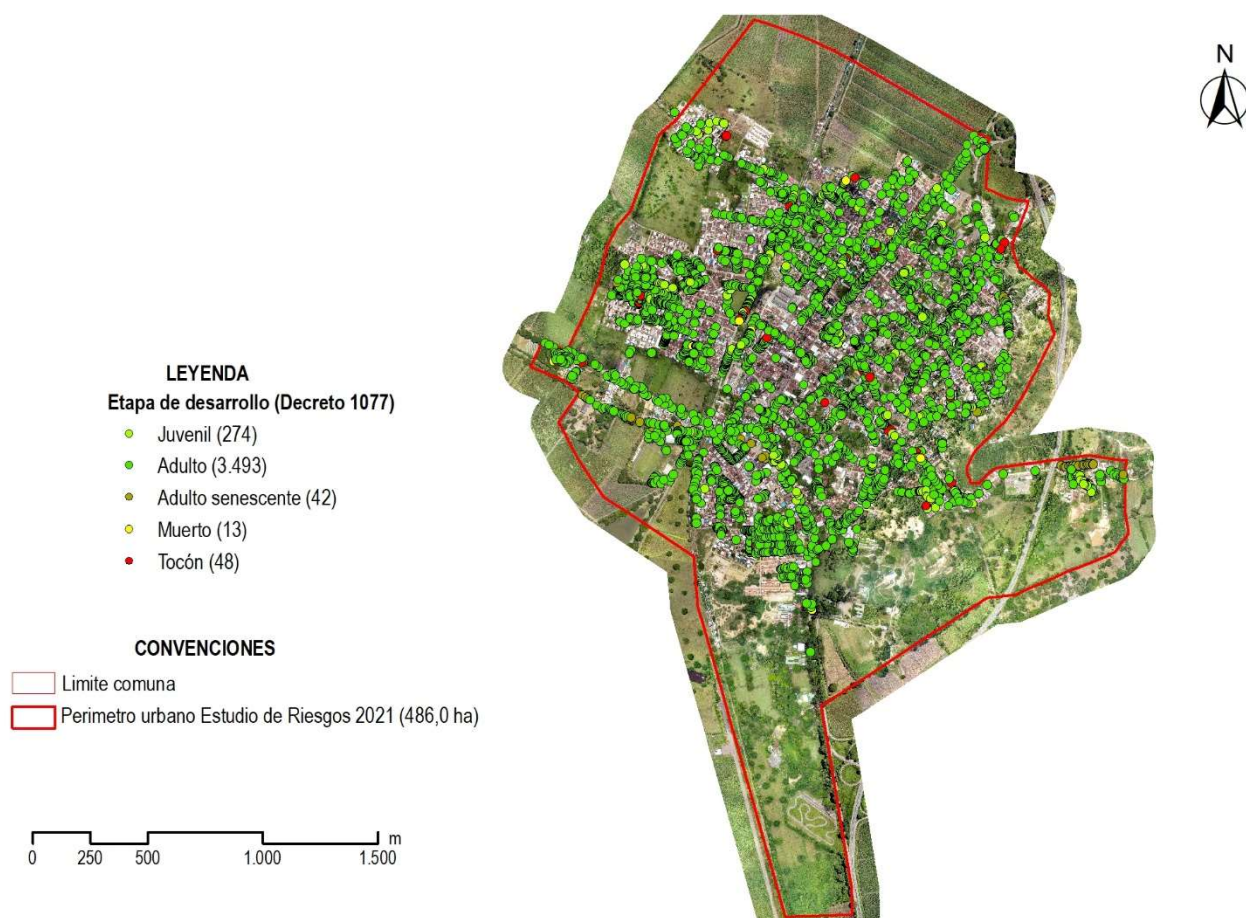 N
LEYENDA
Etapa de desarrollo (Decreto 1077)
Juvenil (274)
Adulto (3.493)
Adulto senescente (42)
Muerto (13)
Tocón (48)
CONVENCIONES
Limite comuna
Perimetro urbano Estudio de Riesgos 2021 (486,0 ha)
m
0 250 500 1.000 1.500